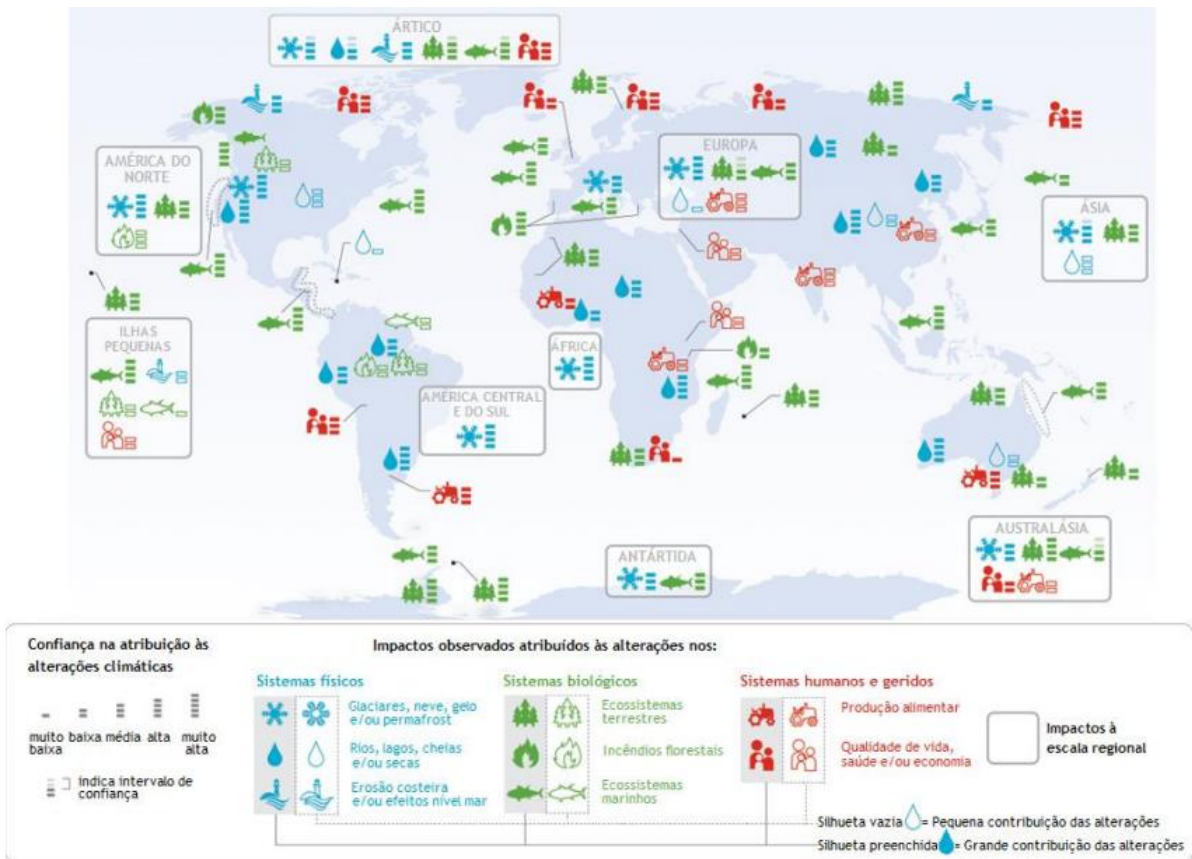 ÁRTICO
AMÉRICA DO
NORTE
EUROPA
ÁSIA
ILHAS
PEQUENAS
ÁFRICA
AMÉRICA CENTRAL
E DO SUL
ANTÁRTIDA
AUSTRALÁSIA
Confiança na atribuição às
alterações climáticas
muito baixa
baixa
média
alta
muito alta
indica intervalo de
confiança
Impactos observados atribuídos às alterações nos:
Sistemas físicos
Glaciares, neve, gelo
e/ou permafrost
Rios, lagos, cheias
e/ou secas
Erosão costeira
e/ou efeitos nível mar
Sistemas biológicos
Ecossistemas
terrestres
Incêndios florestais
Ecossistemas
marinhos
Sistemas humanos e geridos
Produção alimentar
Qualidade de vida,
saúde e/ou economia
Impactos à
escala regional
Silhueta vazia = Pequena contribuição das alterações
Silhueta preenchida = Grande contribuição das alterações